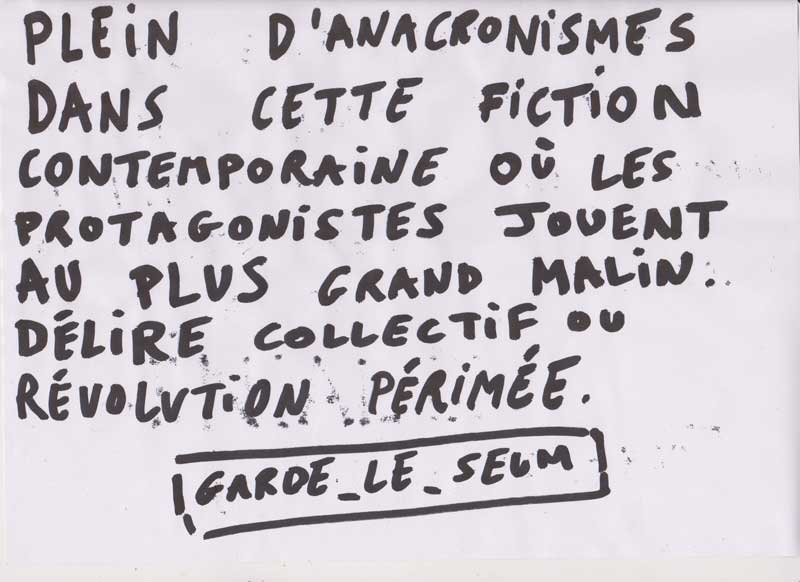 PLEiN D'ANACRONiSMES
DANS CETTE FiCTiON
CONTEMPORAiNE OÙ LES
PROTAGONiSTES JOUENT
AU PLUS GRAND MALiN.
DÉLiRE COLLECTiF OU
RÉVOLUTiON PÉRiMÉE.
GARDE_LE_SEUM